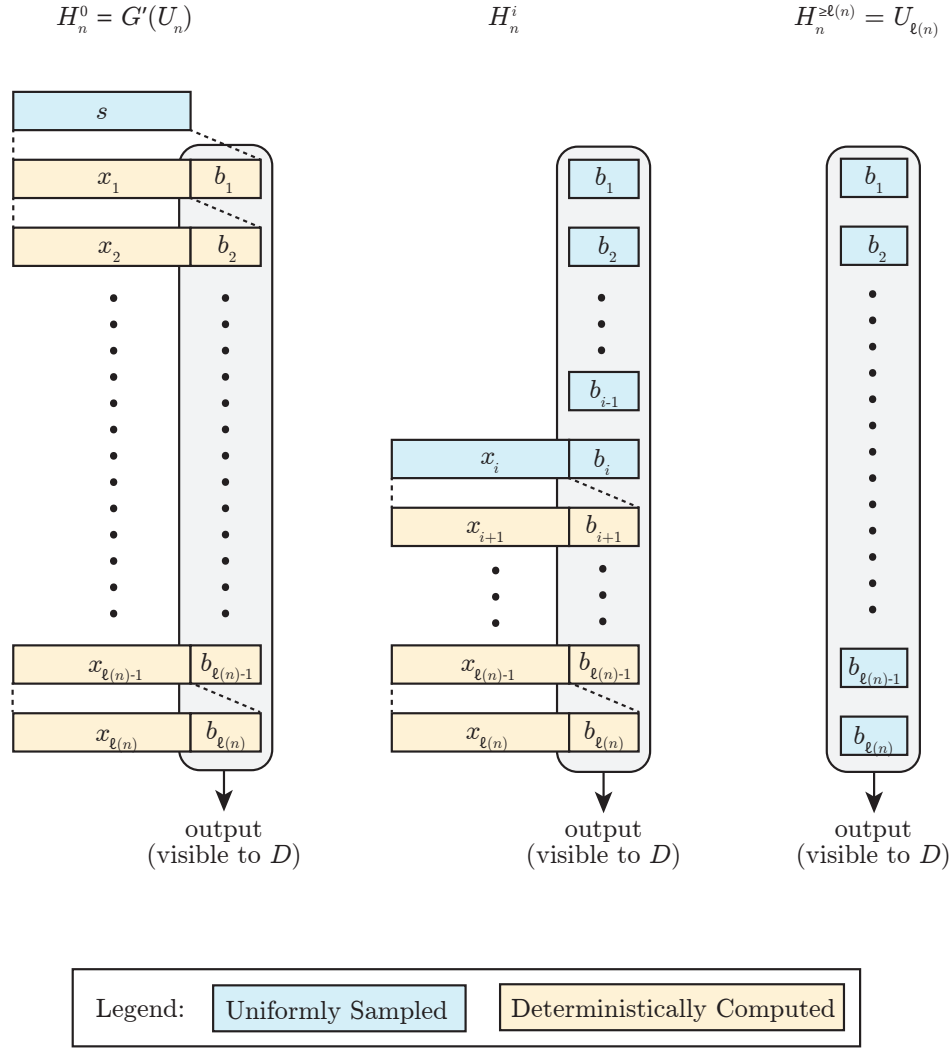 H_n^0 = G′(U_n)
H_n^i
H_n^{≥ℓ(n)} = U_{ℓ(n)}
s
x_1 b_1
x_2 b_2
x_{ℓ(n)-1} b_{ℓ(n)-1}
x_{ℓ(n)} b_{ℓ(n)}
output
(visible to D)
b_1
b_2
b_{i-1}
x_i b_i
x_{i+1} b_{i+1}
x_{ℓ(n)-1} b_{ℓ(n)-1}
x_{ℓ(n)} b_{ℓ(n)}
output
(visible to D)
b_1
b_2
b_{ℓ(n)-1}
b_{ℓ(n)}
output
(visible to D)
Legend: Uniformly Sampled Deterministically Computed